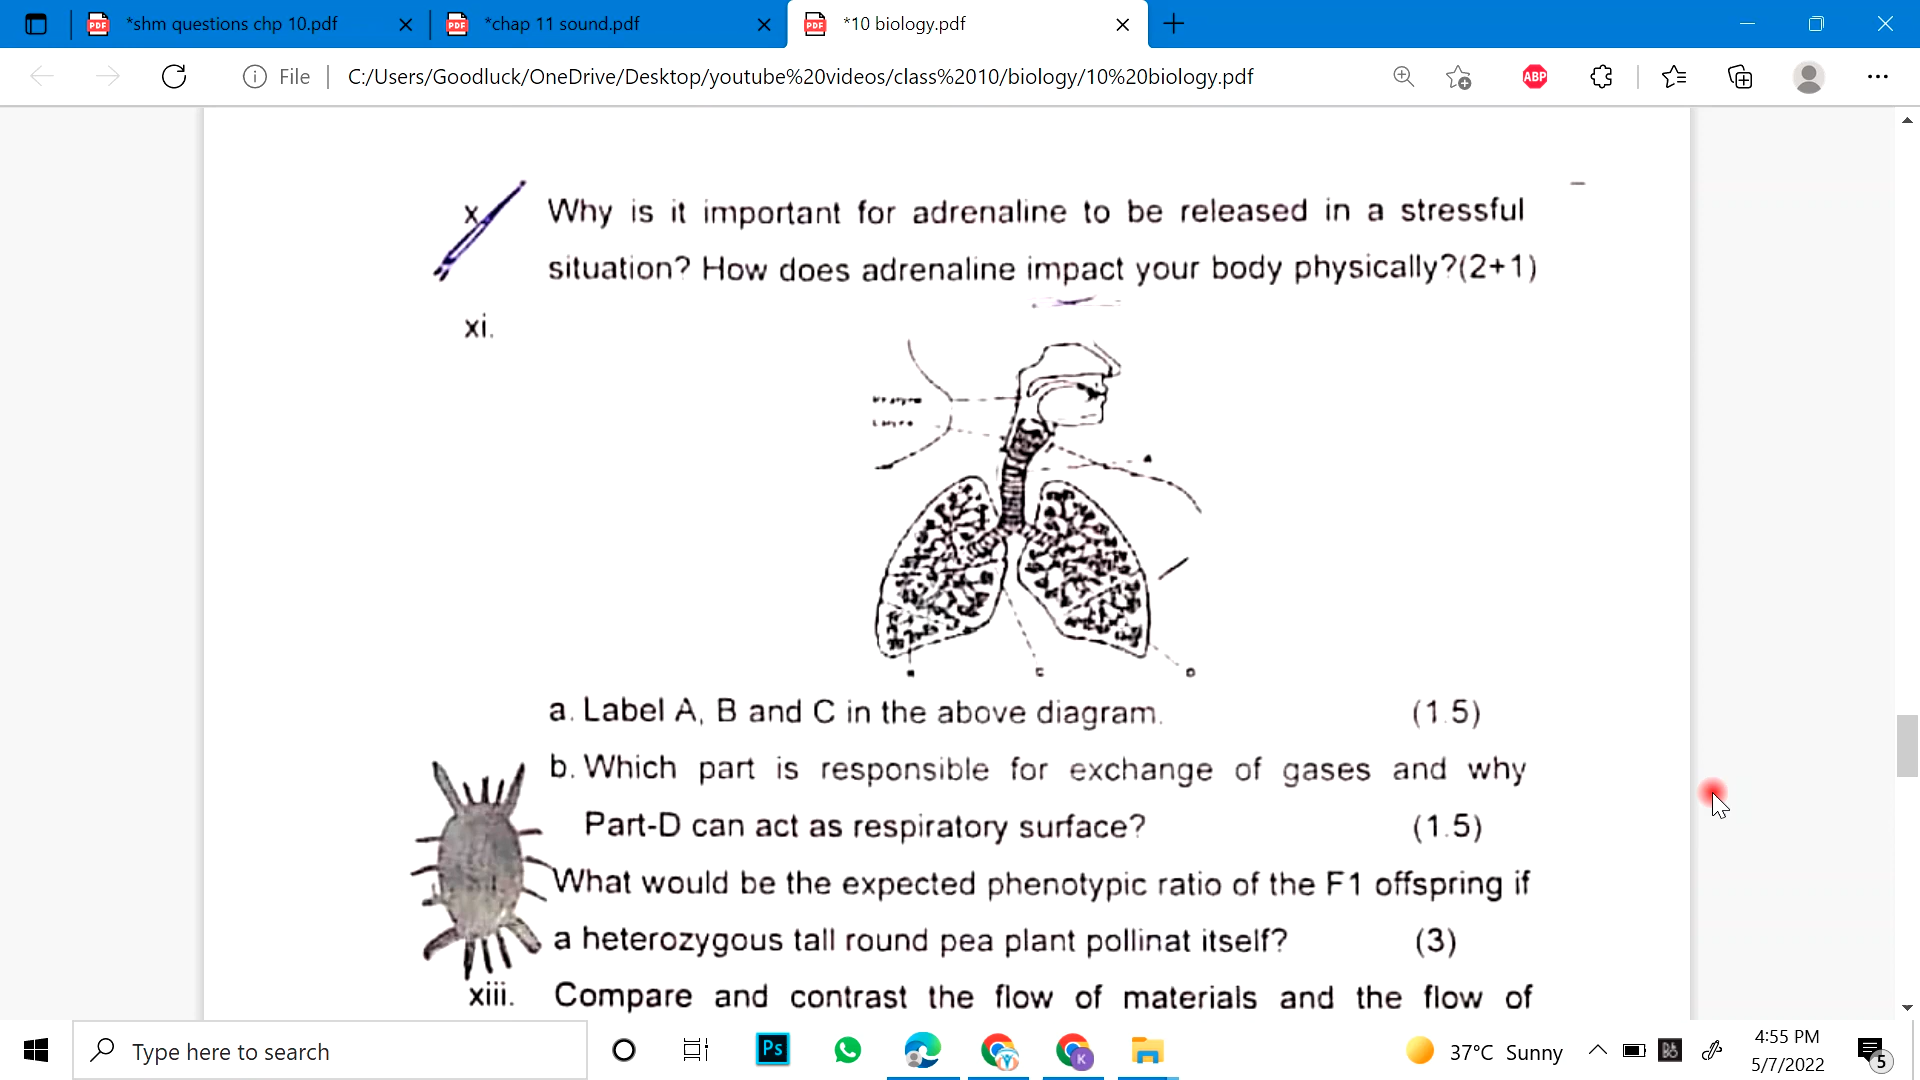 *shm questions chp 10.pdf
*chap 11 sound.pdf
*10 biology.pdf
File
C:/Users/Goodluck/OneDrive/Desktop/youtube%20videos/class%2010/biology/10%20biology.pdf
ABP
x
Why is it important for adrenaline to be released in a stressful
situation? How does adrenaline impact your body physically?(2+1)
xi.
A
C
D
a. Label A, B and C in the above diagram. (1.5)
b. Which part is responsible for exchange of gases and why
Part-D can act as respiratory surface? (1.5)
What would be the expected phenotypic ratio of the F1 offspring if
a heterozygous tall round pea plant pollinat itself? (3)
xiii. Compare and contrast the flow of materials and the flow of
Type here to search
Ps
K
37°C Sunny
4:55 PM
5/7/2022
5